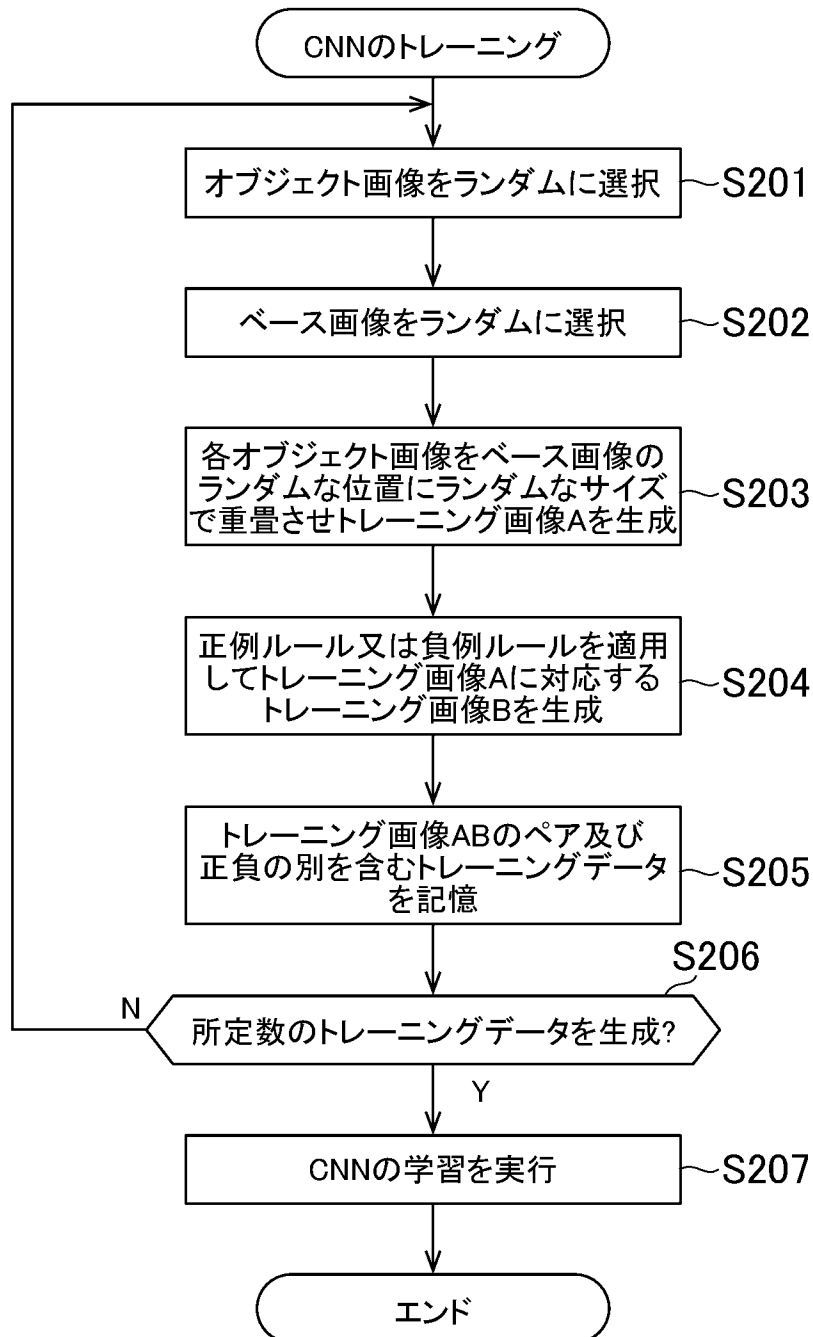 CNNのトレーニング
オブジェクト画像をランダムに選択
S201
ベース画像をランダムに選択
S202
各オブジェクト画像をベース画像の
ランダムな位置にランダムなサイズ
で重畳させトレーニング画像Aを生成
S203
正例ルール又は負例ルールを適用
してトレーニング画像Aに対応する
トレーニング画像Bを生成
S204
トレーニング画像ABのペア及び
正負の別を含むトレーニングデータ
を記憶
S205
S206
N
所定数のトレーニングデータを生成?
Y
CNNの学習を実行
S207
エンド